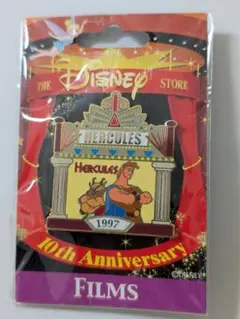 THE DISNEY STORE
HERCULES
HERCULES
1997
10th Anniversary
©DISNEY
FILMS